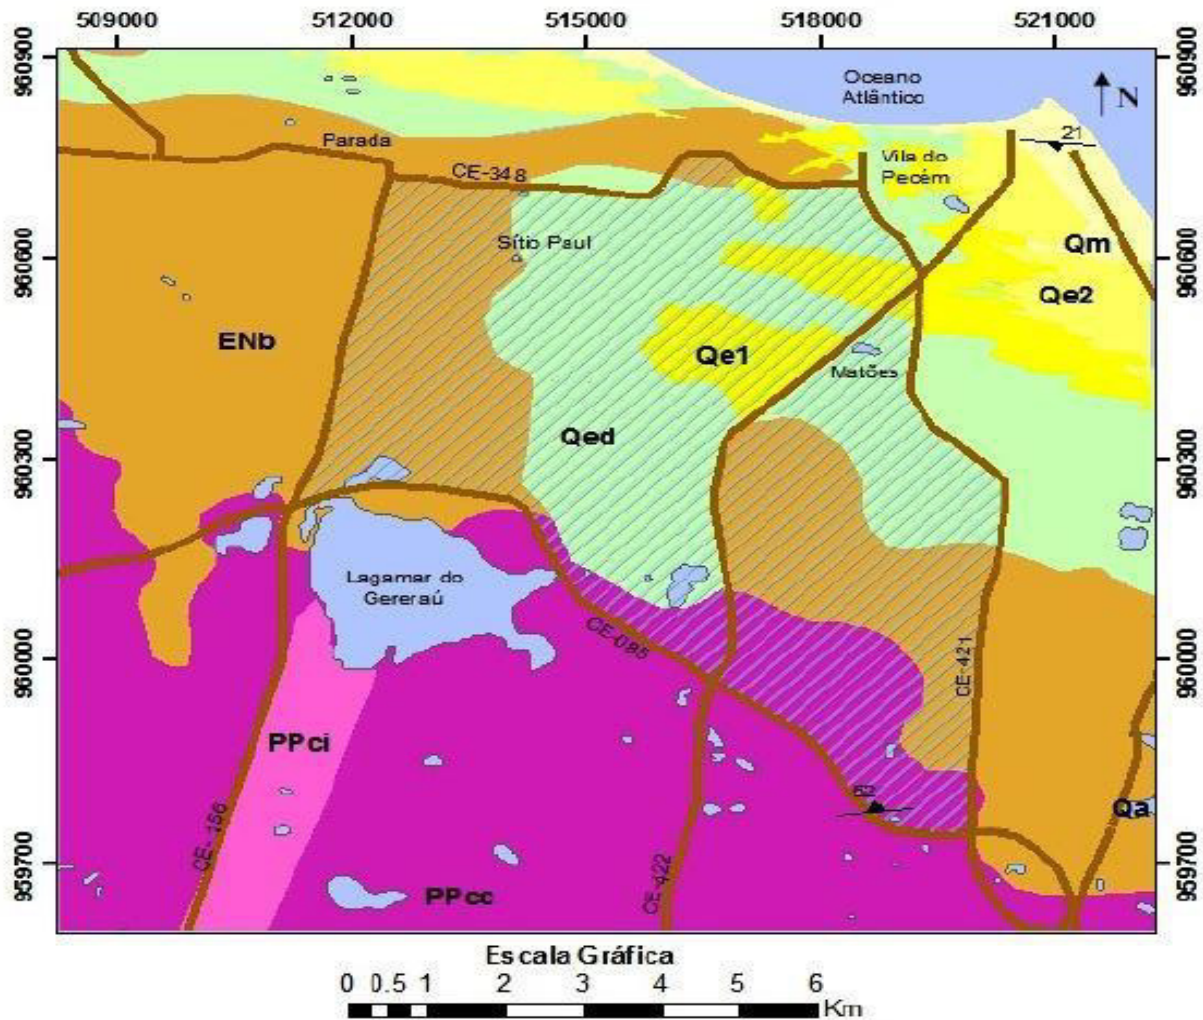 509000 512000 515000 518000 521000
960900
960900
Oceano
Atlântico
N
21
Parada
CE-348
Vila do
Pecém
960600
960600
Sítio Paul
Qm
Qe2
ENb
Qe1
Matões
Qed
960300
960300
Lagamar do
Gereraú
CE-085
960000
960000
CE-421
PPci
62
Qa
CE-156
959700
959700
CE-422
PPcc
Escala Gráfica
0 0.5 1 2 3 4 5 6
Km